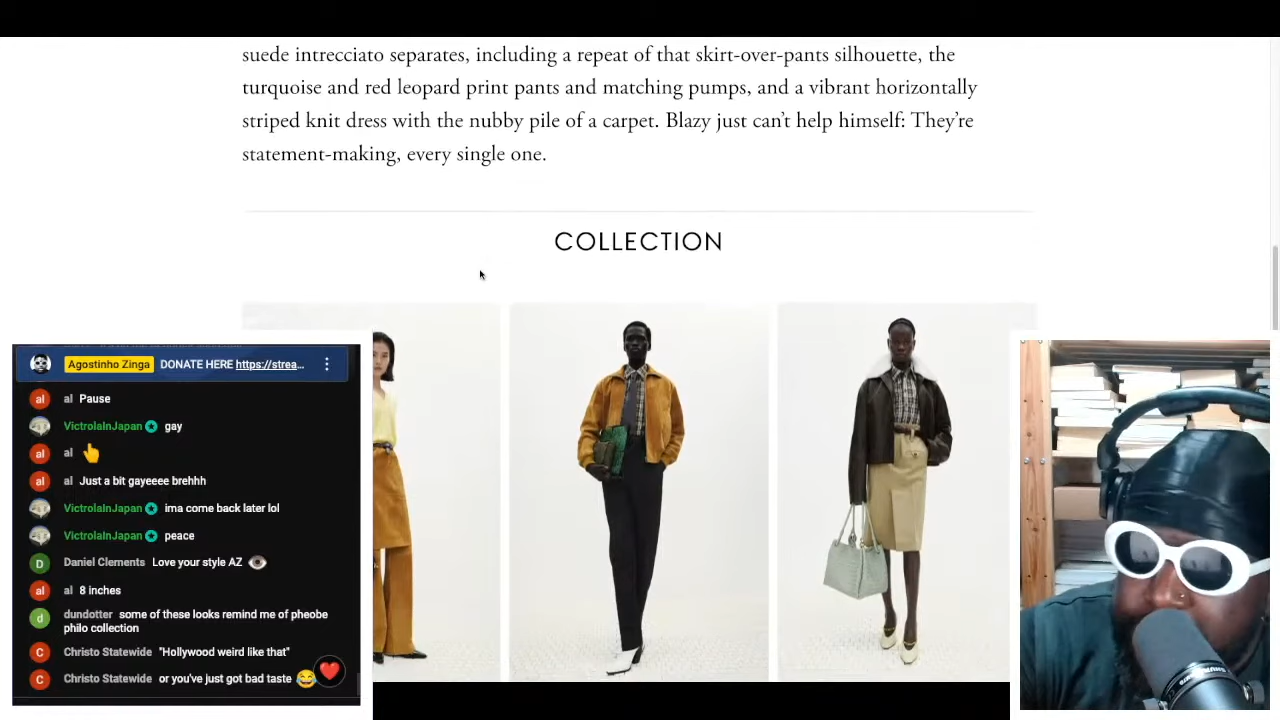 suede intrecciato separates, including a repeat of that skirt-over-pants silhouette, the
turquoise and red leopard print pants and matching pumps, and a vibrant horizontally
striped knit dress with the nubby pile of a carpet. Blazy just can’t help himself: They’re
statement-making, every single one.
COLLECTION
Agostinho Zinga DONATE HERE https://strea...
al Pause
VictrolaInJapan gay
al 👆
al Just a bit gayeeee brehhh
VictrolaInJapan ima come back later lol
VictrolaInJapan peace
D Daniel Clements Love your style AZ 👁
al 8 inches
d dundotter some of these looks remind me of pheobe
philo collection
C Christo Statewide "Hollywood weird like that"
C Christo Statewide or you've just got bad taste 😂